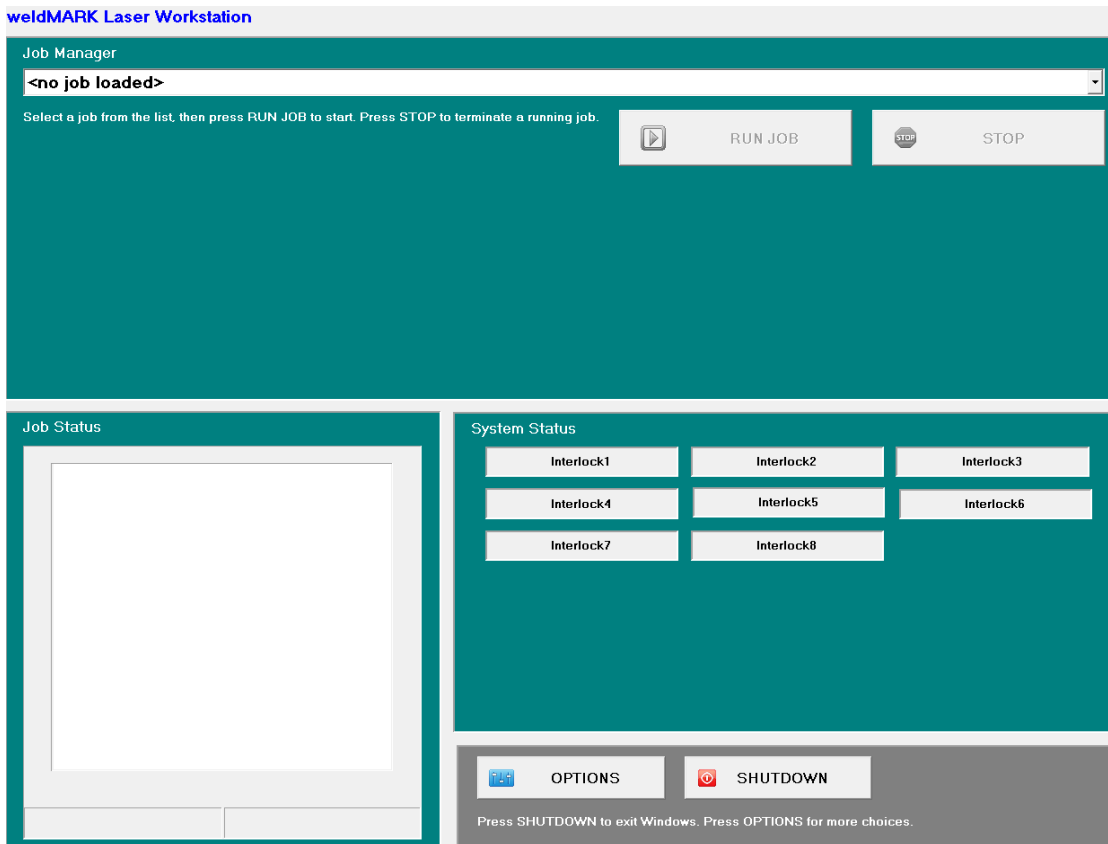 weldMARK Laser Workstation
Job Manager
<no job loaded>
Select a job from the list, then press RUN JOB to start. Press STOP to terminate a running job.
RUN JOB
STOP
STOP
Job Status
System Status
Interlock1
Interlock2
Interlock3
Interlock4
Interlock5
Interlock6
Interlock7
Interlock8
OPTIONS
SHUTDOWN
Press SHUTDOWN to exit Windows. Press OPTIONS for more choices.